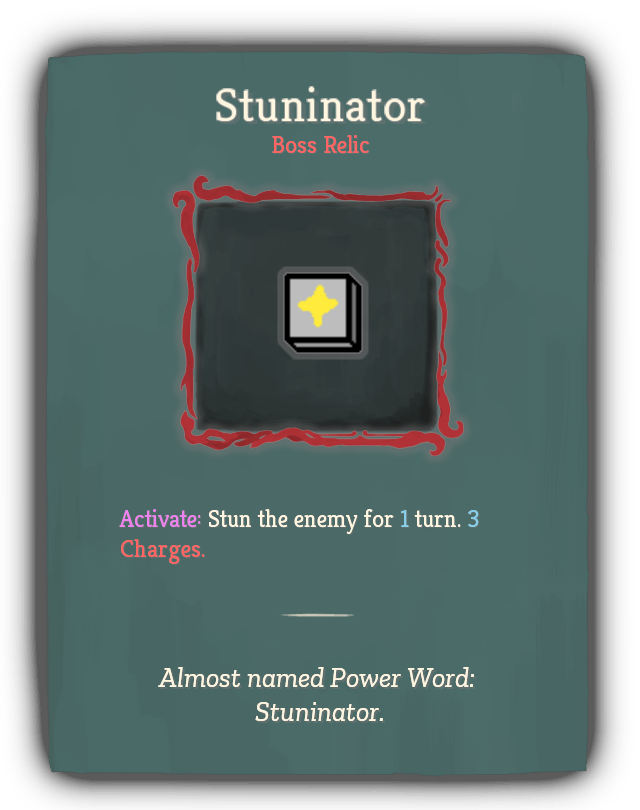 Stuninator
Boss Relic
Activate: Stun the enemy for 1 turn. 3
Charges.
Almost named Power Word:
Stuninator.